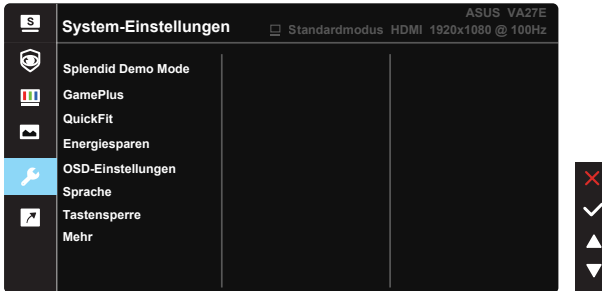 S
System-Einstellungen
ASUS VA27E
Standardmodus HDMI 1920x1080 @ 100Hz
Splendid Demo Mode
GamePlus
QuickFit
Energiesparen
OSD-Einstellungen
Sprache
Tastensperre
Mehr